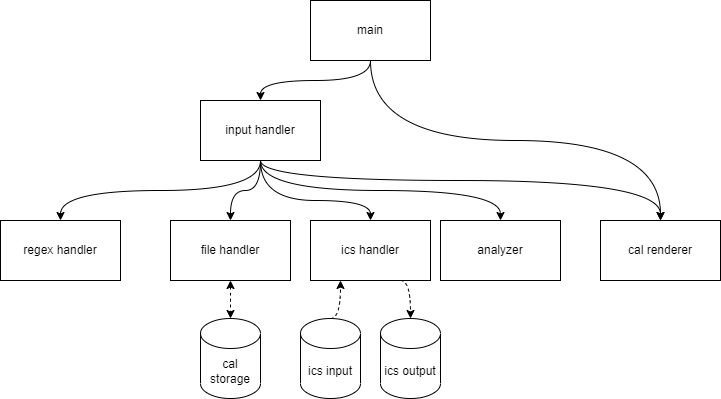 main
input handler
regex handler
file handler
ics handler
analyzer
cal renderer
cal
storage
ics input
ics output